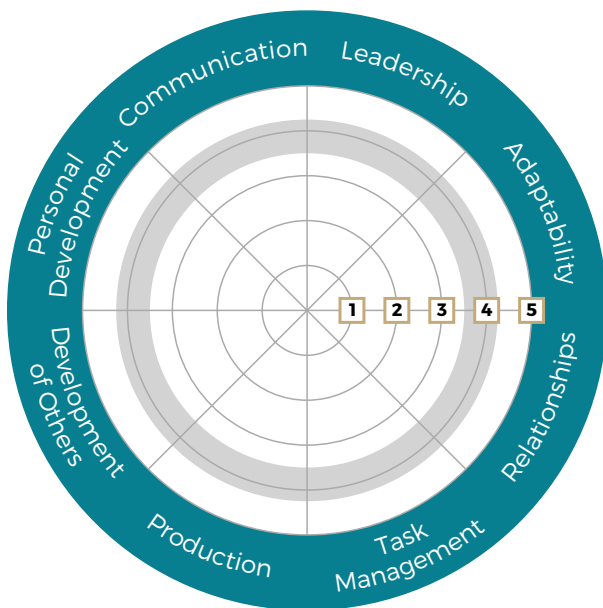 Communication
Leadership
Adaptability
Relationships
Task
Management
Production
Development
of Others
Personal
Development
1
2
3
4
5